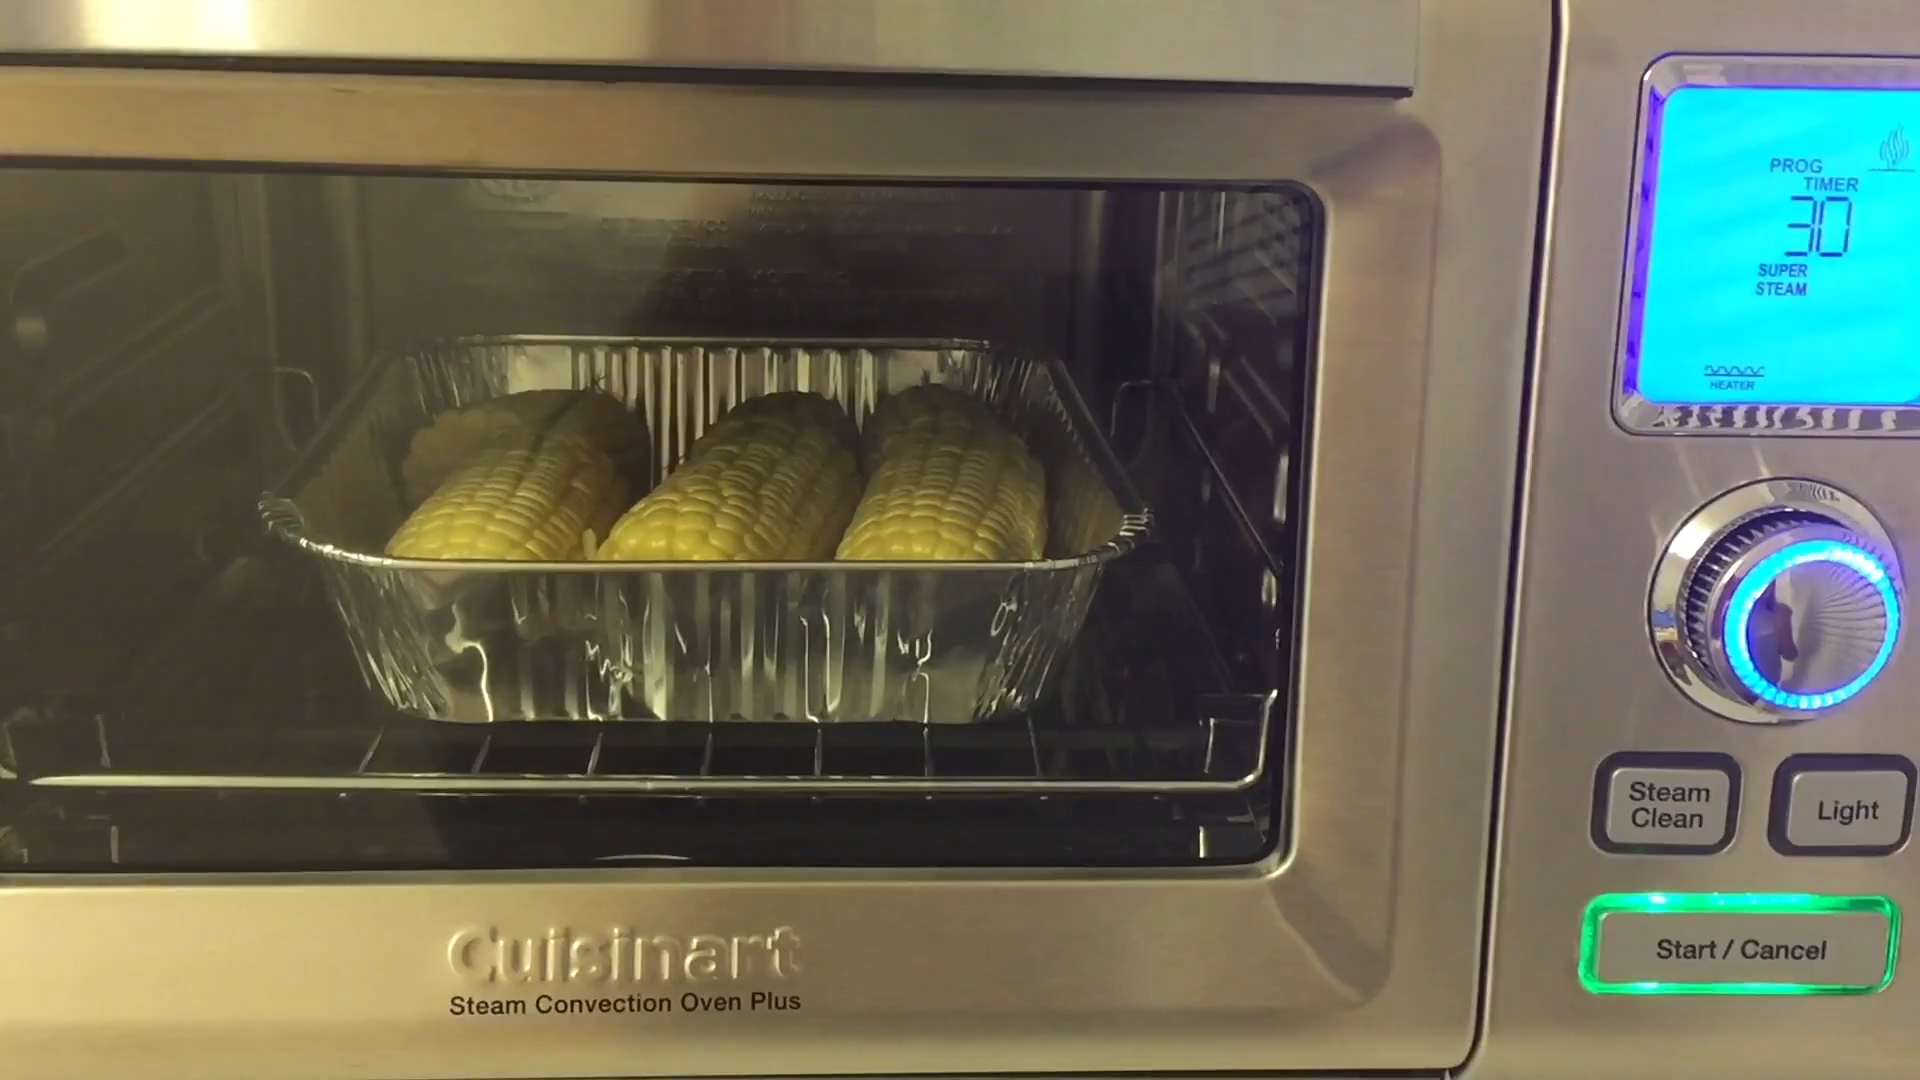 PROG
TIMER
30
SUPER
STEAM
HEATER
Steam
Clean
Light
Start / Cancel
Cuisinart
Steam Convection Oven Plus